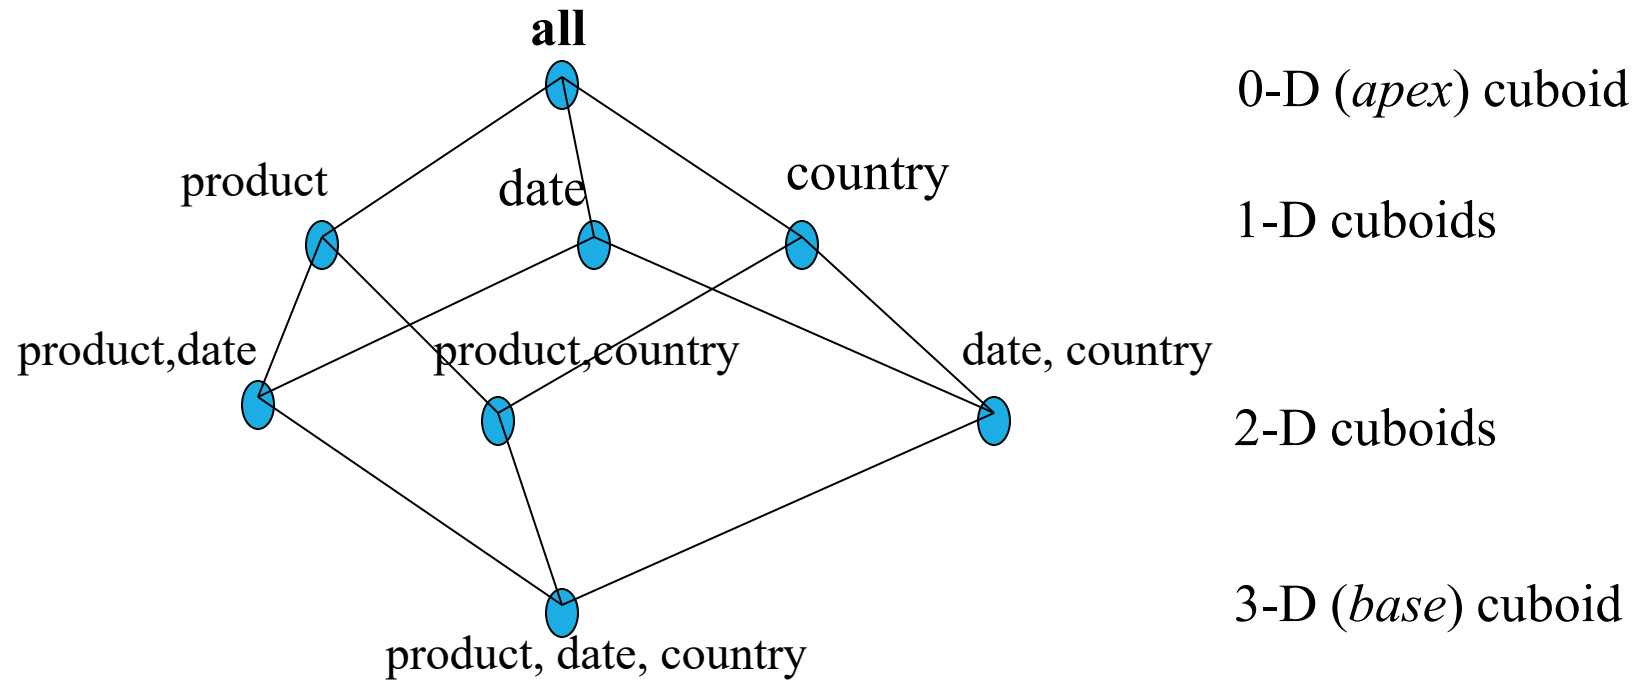 all
0-D (apex) cuboid
product
date
country
1-D cuboids
product,date
product,country
date, country
2-D cuboids
3-D (base) cuboid
product, date, country